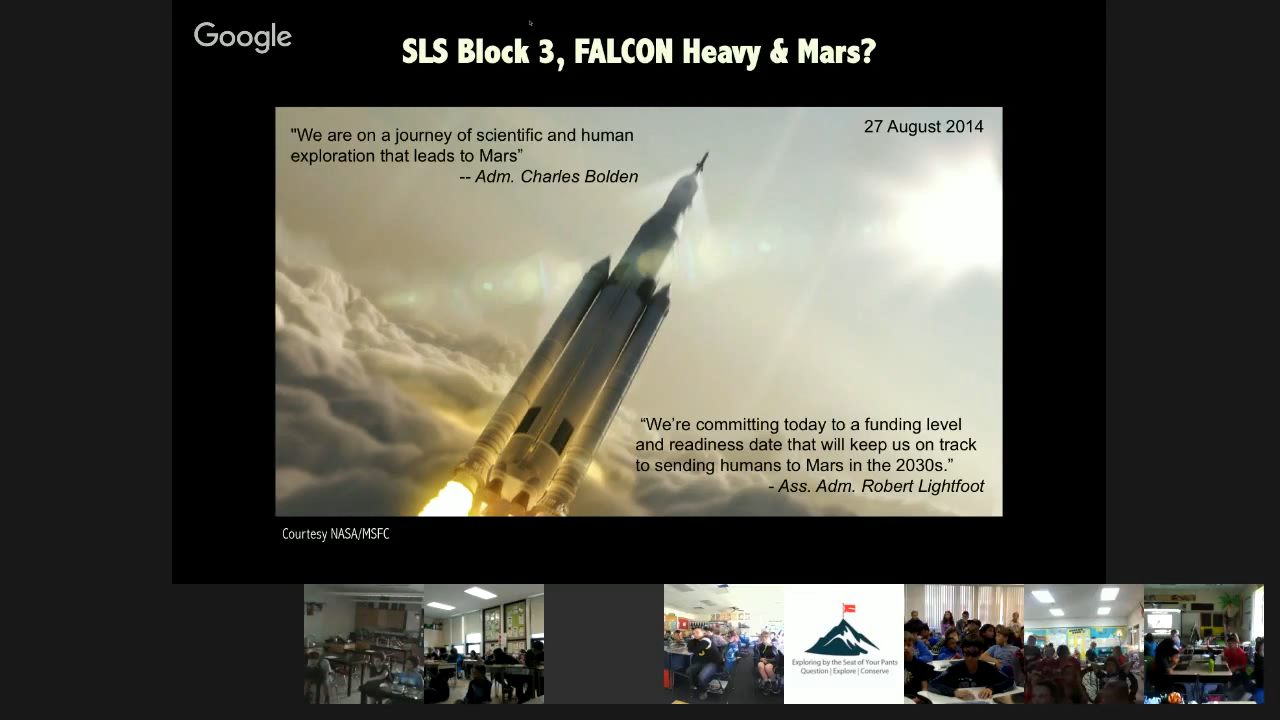 Google
SLS Block 3, FALCON Heavy & Mars?
"We are on a journey of scientific and human
exploration that leads to Mars”
-- Adm. Charles Bolden
27 August 2014
“We’re committing today to a funding level
and readiness date that will keep us on track
to sending humans to Mars in the 2030s.”
- Ass. Adm. Robert Lightfoot
Courtesy NASA/MSFC
Exploring by the Seat of Your Pants
Question | Explore | Conserve